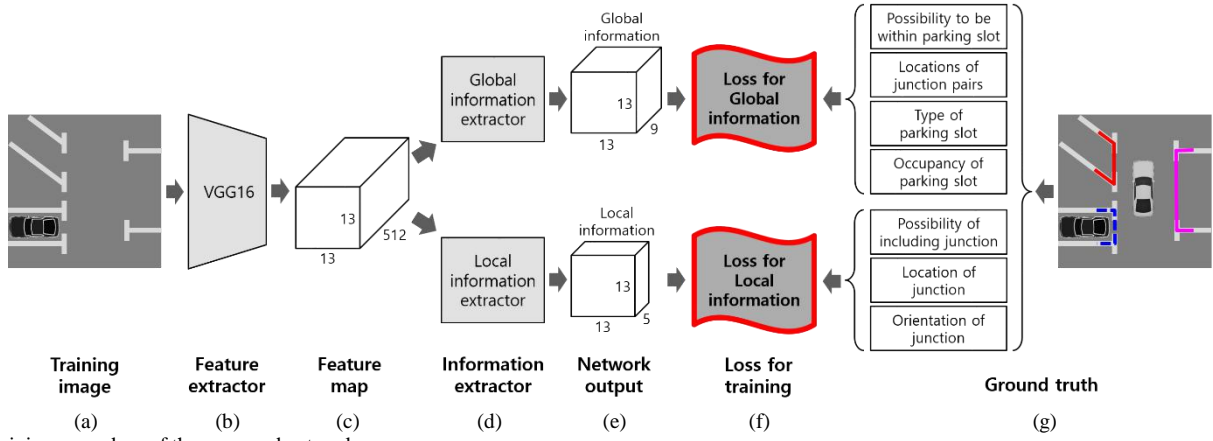 Global
information
Possibility to be
within parking slot
Global
information
extractor
13
13
9
Loss for
Global
information
Locations of
junction pairs
Type of
parking slot
Occupancy of
parking slot
VGG16
13
13
512
Local
information
Local
information
extractor
13
13
5
Loss for
Local
information
Possibility of
including junction
Location of
junction
Orientation of
junction
Training
image
Feature
extractor
Feature
map
Information
extractor
Network
output
Loss for
training
Ground truth
(a)
(b)
(c)
(d)
(e)
(f)
(g)